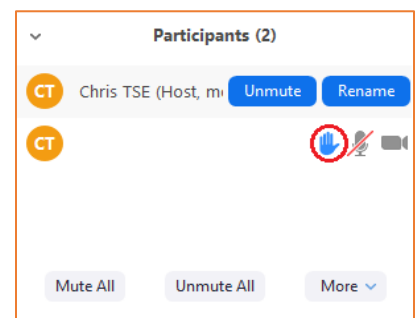 Participants (2)
CT Chris TSE (Host, m Unmute Rename
CT
Mute All Unmute All More